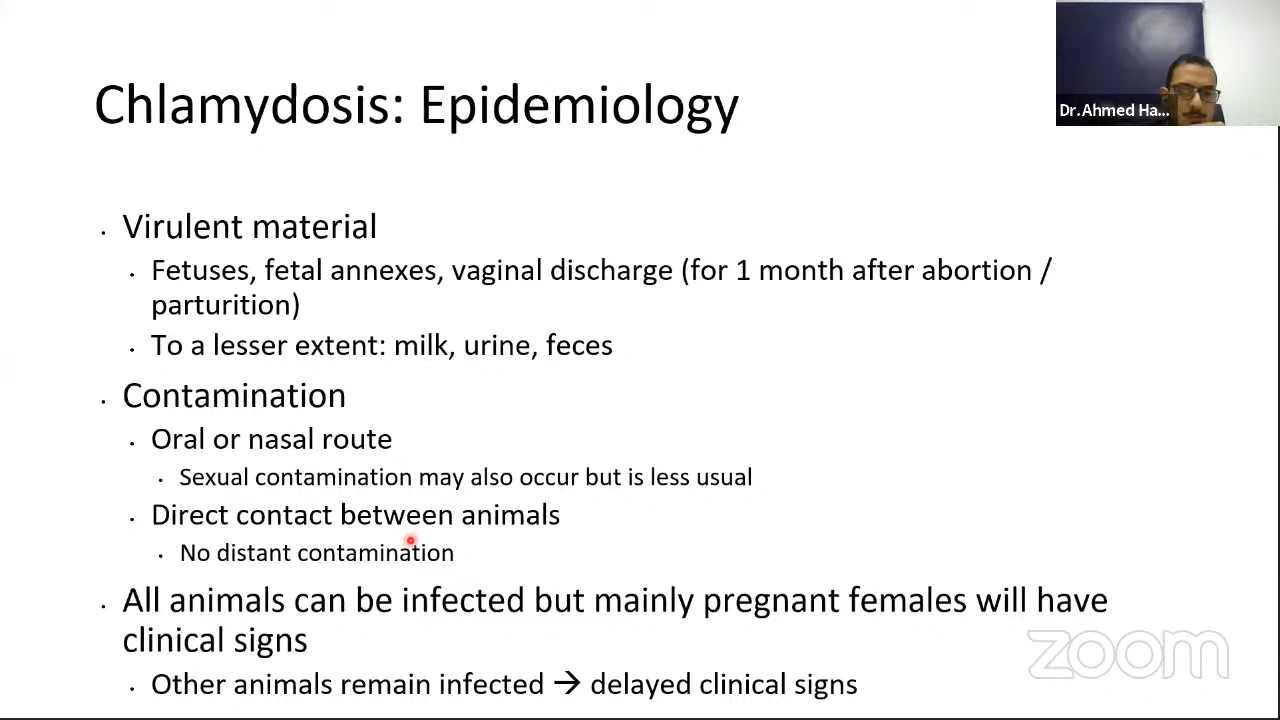 Chlamydosis: Epidemiology
Dr.Ahmed Ha...
• Virulent material
• Fetuses, fetal annexes, vaginal discharge (for 1 month after abortion /
parturition)
• To a lesser extent: milk, urine, feces
• Contamination
• Oral or nasal route
• Sexual contamination may also occur but is less usual
• Direct contact between animals
• No distant contamination
• All animals can be infected but mainly pregnant females will have
clinical signs
• Other animals remain infected → delayed clinical signs
zoom